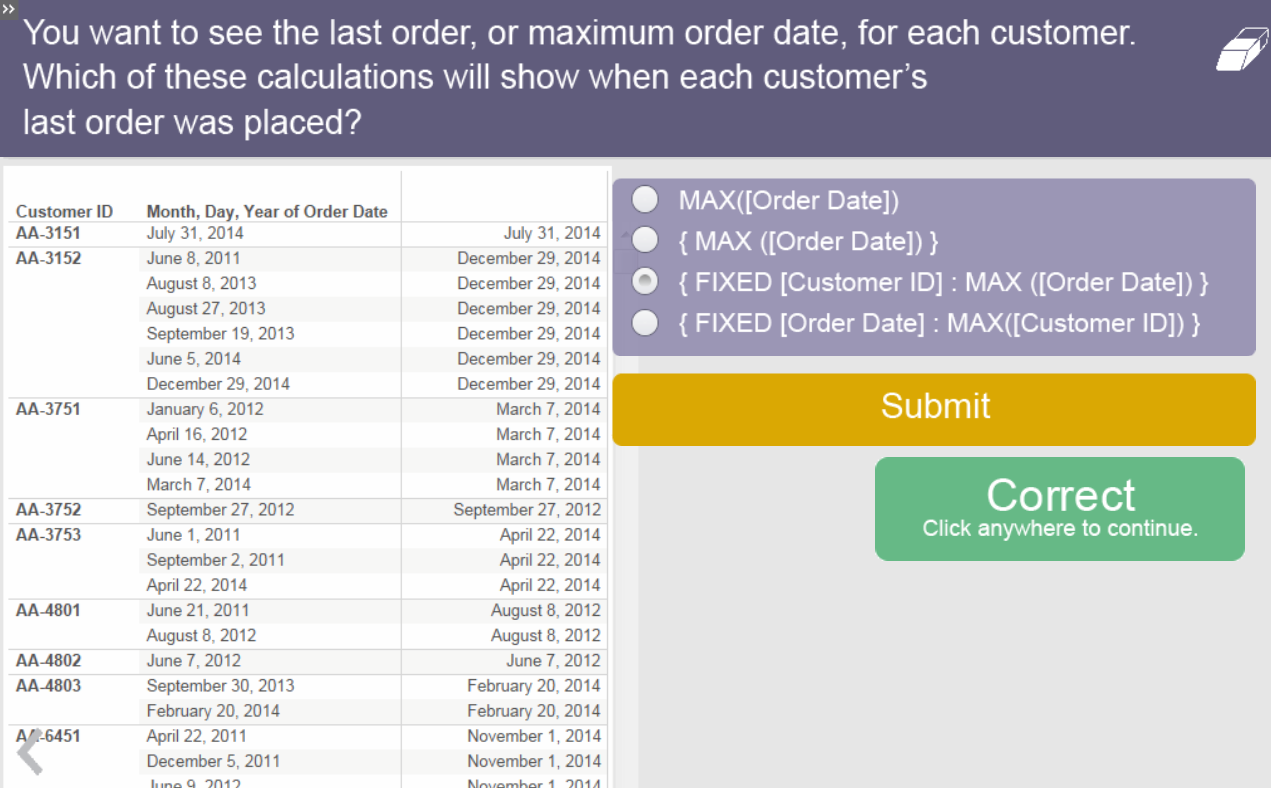 »
You want to see the last order, or maximum order date, for each customer.
Which of these calculations will show when each customer’s
last order was placed?
Customer ID Month, Day, Year of Order Date
AA-3151 July 31, 2014 July 31, 2014
AA-3152 June 8, 2011 December 29, 2014
August 8, 2013 December 29, 2014
August 27, 2013 December 29, 2014
September 19, 2013 December 29, 2014
June 5, 2014 December 29, 2014
December 29, 2014 December 29, 2014
AA-3751 January 6, 2012 March 7, 2014
April 16, 2012 March 7, 2014
June 14, 2012 March 7, 2014
March 7, 2014 March 7, 2014
AA-3752 September 27, 2012 September 27, 2012
AA-3753 June 1, 2011 April 22, 2014
September 2, 2011 April 22, 2014
April 22, 2014 April 22, 2014
AA-4801 June 21, 2011 August 8, 2012
August 8, 2012 August 8, 2012
AA-4802 June 7, 2012 June 7, 2012
AA-4803 September 30, 2013 February 20, 2014
February 20, 2014 February 20, 2014
AA-6451 April 22, 2011 November 1, 2014
December 5, 2011 November 1, 2014
June 9, 2012 November 1, 2014
MAX([Order Date])
{ MAX ([Order Date]) }
{ FIXED [Customer ID] : MAX ([Order Date]) }
{ FIXED [Order Date] : MAX([Customer ID]) }
Submit
Correct
Click anywhere to continue.